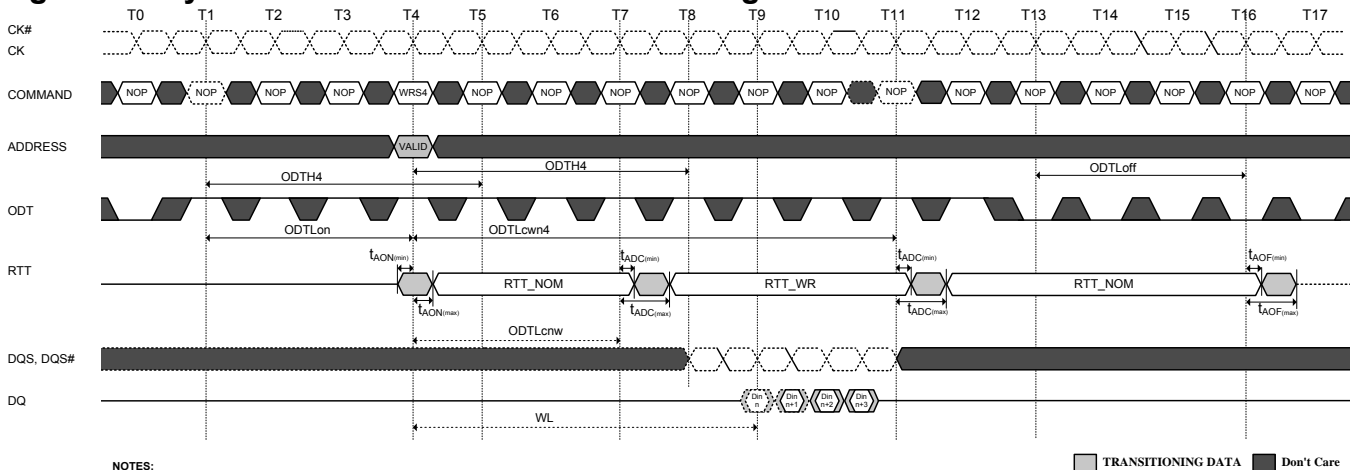 T0 T1 T2 T3 T4 T5 T6 T7 T8 T9 T10 T11 T12 T13 T14 T15 T16 T17
CK#
CK
COMMAND NOP NOP NOP NOP WRS4 NOP NOP NOP NOP NOP NOP NOP NOP NOP NOP NOP NOP NOP
ADDRESS VALID
ODTH4 ODTH4 ODTLoff
ODT
ODTLon ODTLcwn4
tAON(min) tADC(min) tADC(min) tAOF(min)
RTT RTT_NOM RTT_WR RTT_NOM
tAON(max) tADC(max) tADC(max) tAOF(max)
ODTLcnw
DQS, DQS#
DQ Din n Din n+1 Din n+2 Din n+3
WL
NOTES: TRANSITIONING DATA Don't Care